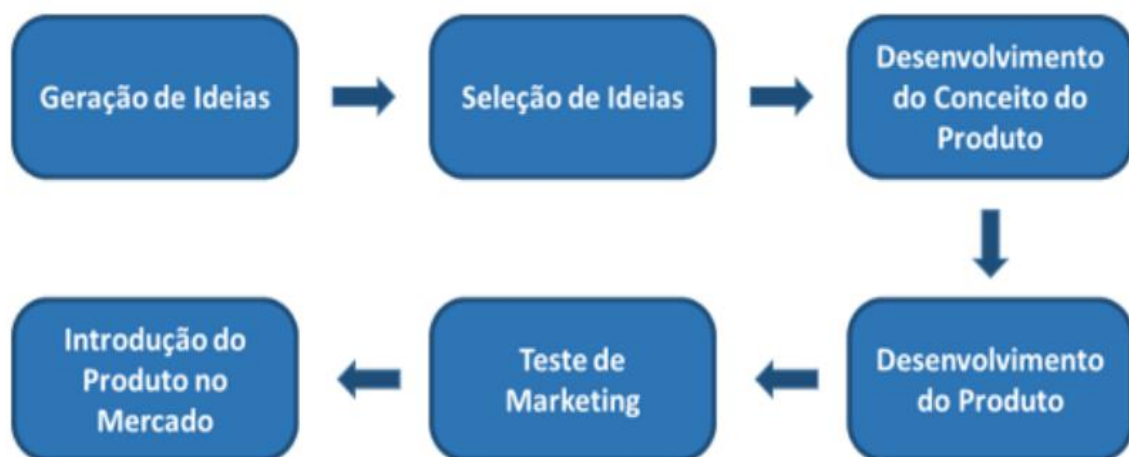 Geração de Ideias
Seleção de Ideias
Desenvolvimento
do Conceito do
Produto
Desenvolvimento
do Produto
Teste de
Marketing
Introdução do
Produto no
Mercado